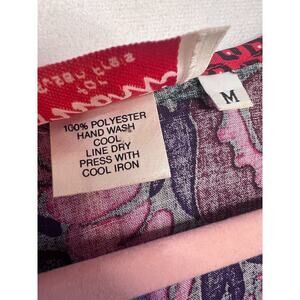 100% POLYESTER
HAND WASH
COOL
LINE DRY
PRESS WITH
COOL IRON
M